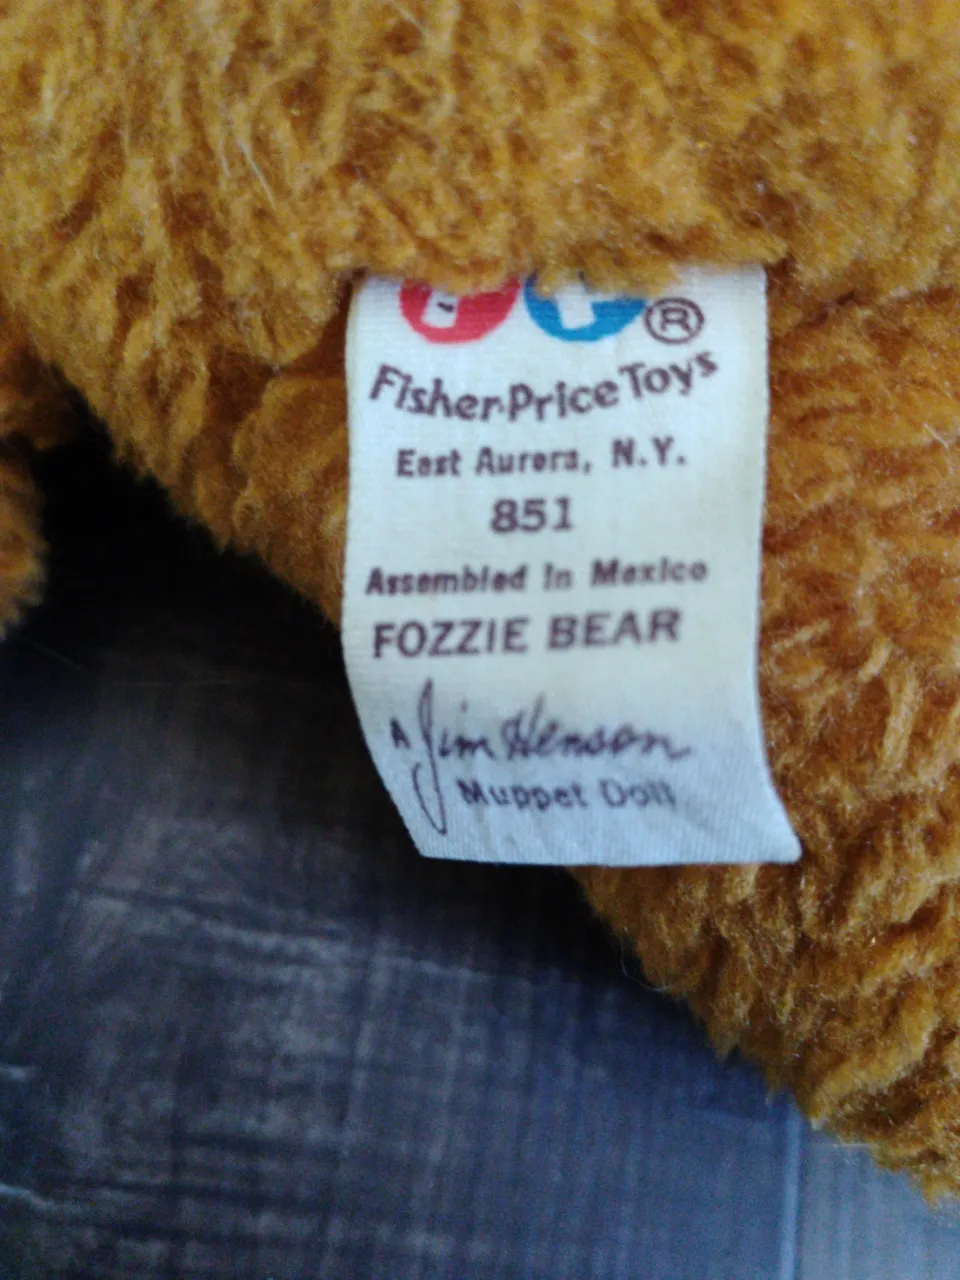 ®
Fisher-Price Toys
East Aurora, N.Y.
851
Assembled In Mexico
FOZZIE BEAR
A Jim Henson
Muppet Doll